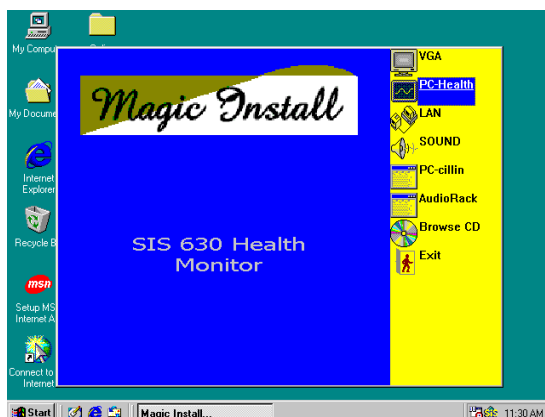 My Compu
My Docume
Internet
Explorer
Recycle B
msn
Setup MS
Internet A
Connect to
Internet
Magic Install
SIS 630 Health
Monitor
VGA
PC-Health
LAN
SOUND
PC-cillin
AudioRack
Browse CD
Exit
Start
Magic Install...
11:30 AM